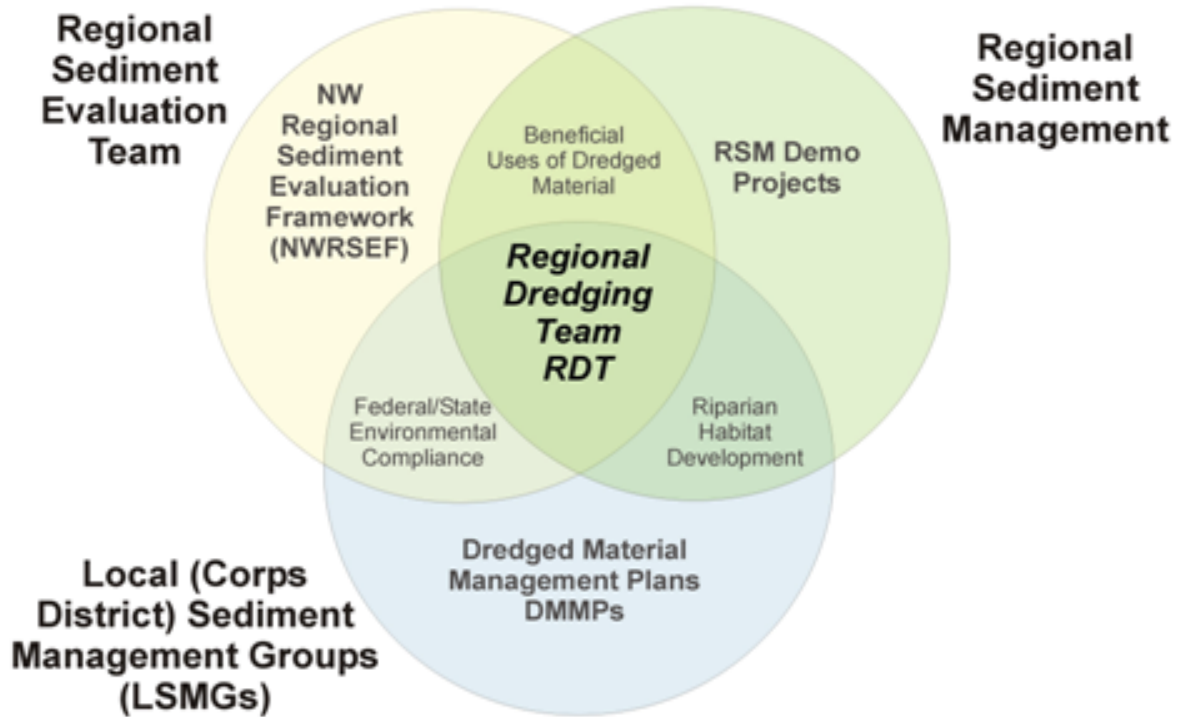 Regional
Sediment
Evaluation
Team
NW
Regional
Sediment
Evaluation
Framework
(NWRSEF)
Beneficial
Uses of Dredged
Material
RSM Demo
Projects
Regional
Sediment
Management
Regional
Dredging
Team
RDT
Federal/State
Environmental
Compliance
Riparian
Habitat
Development
Dredged Material
Management Plans
DMMPs
Local (Corps
District) Sediment
Management Groups
(LSMGs)